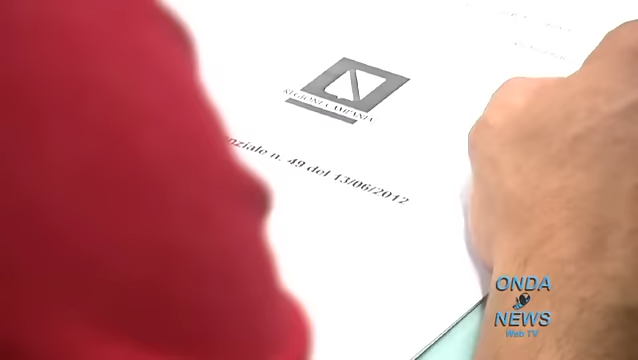 REGIONE CAMPANIA
nziale n. 49 del 13/06/2012
ONDA
NEWS
Web TV